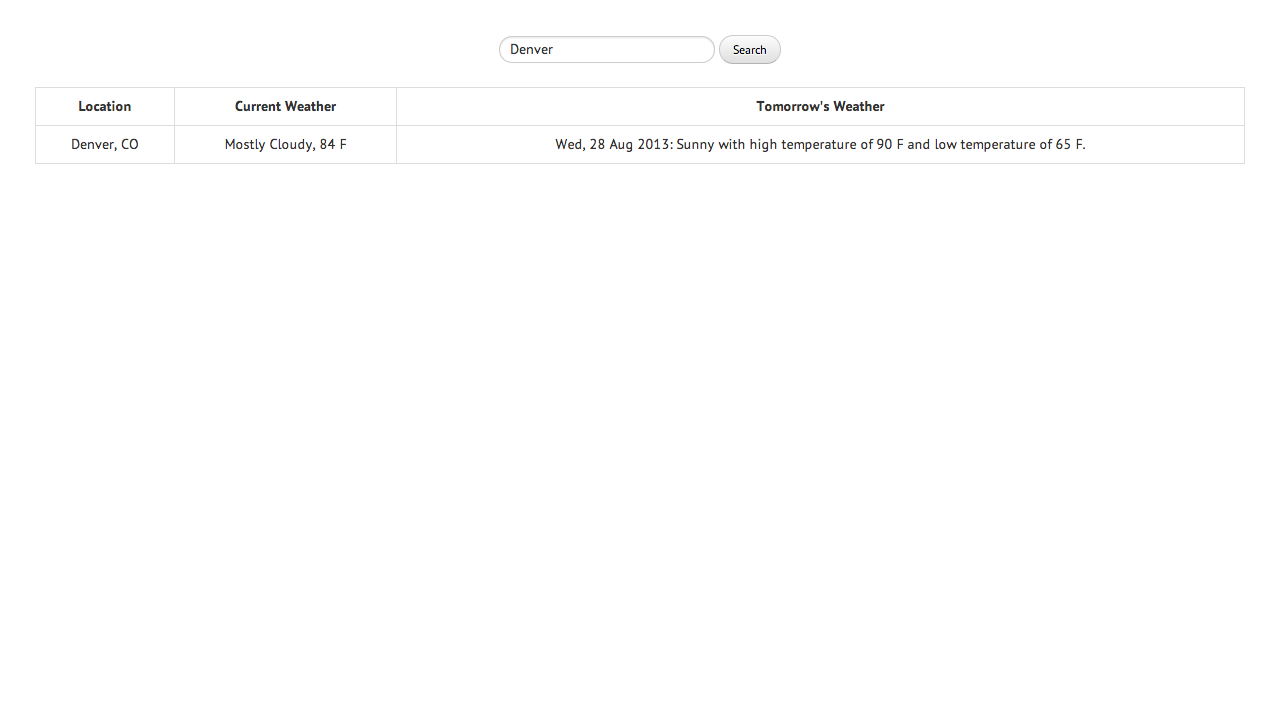 Denver Search
Location Current Weather Tomorrow's Weather
Denver, CO Mostly Cloudy, 84 F Wed, 28 Aug 2013: Sunny with high temperature of 90 F and low temperature of 65 F.